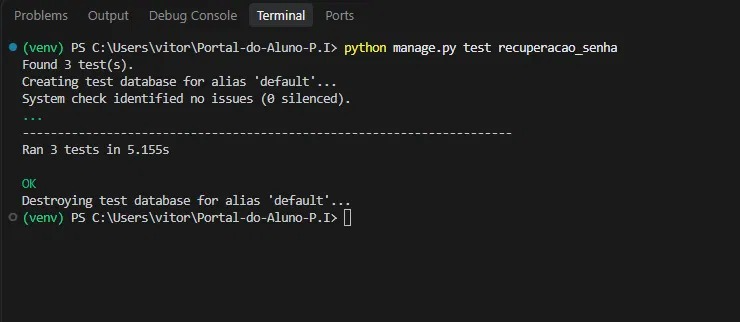 Problems Output Debug Console Terminal Ports
(venv) PS C:\Users\vitor\Portal-do-Aluno-P.I> python manage.py test recuperacao_senha
Found 3 test(s).
Creating test database for alias 'default'...
System check identified no issues (0 silenced).
...
----------------------------------------------------------------------
Ran 3 tests in 5.155s
OK
Destroying test database for alias 'default'...
(venv) PS C:\Users\vitor\Portal-do-Aluno-P.I>